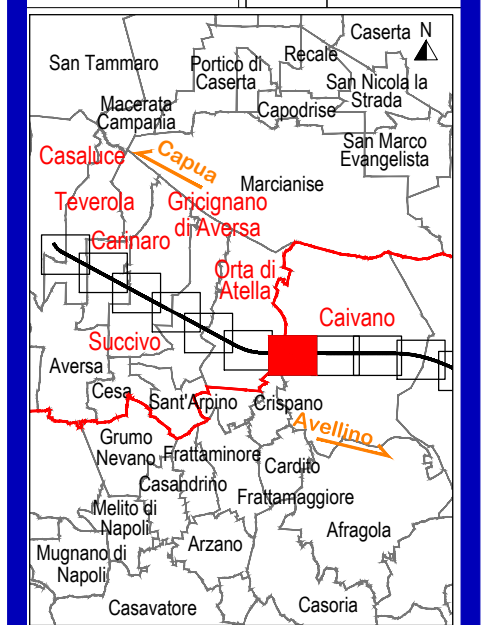 Caserta N
Recale
San Tammaro
Portico di
Caserta
San Nicola la
Strada
Macerata
Campania
Capodrise
San Marco
Evangelista
Casaluce
Capua
Marcianise
Teverola
Gricignano
di Aversa
Carinaro
Orta di
Atella
Caivano
Succivo
Aversa
Cesa
Sant'Arpino
Crispano
Avellino
Grumo
Nevano
Frattaminore
Cardito
Casandrino
Frattamaggiore
Melito di
Napoli
Afragola
Arzano
Mugnano di
Napoli
Casavatore
Casoria